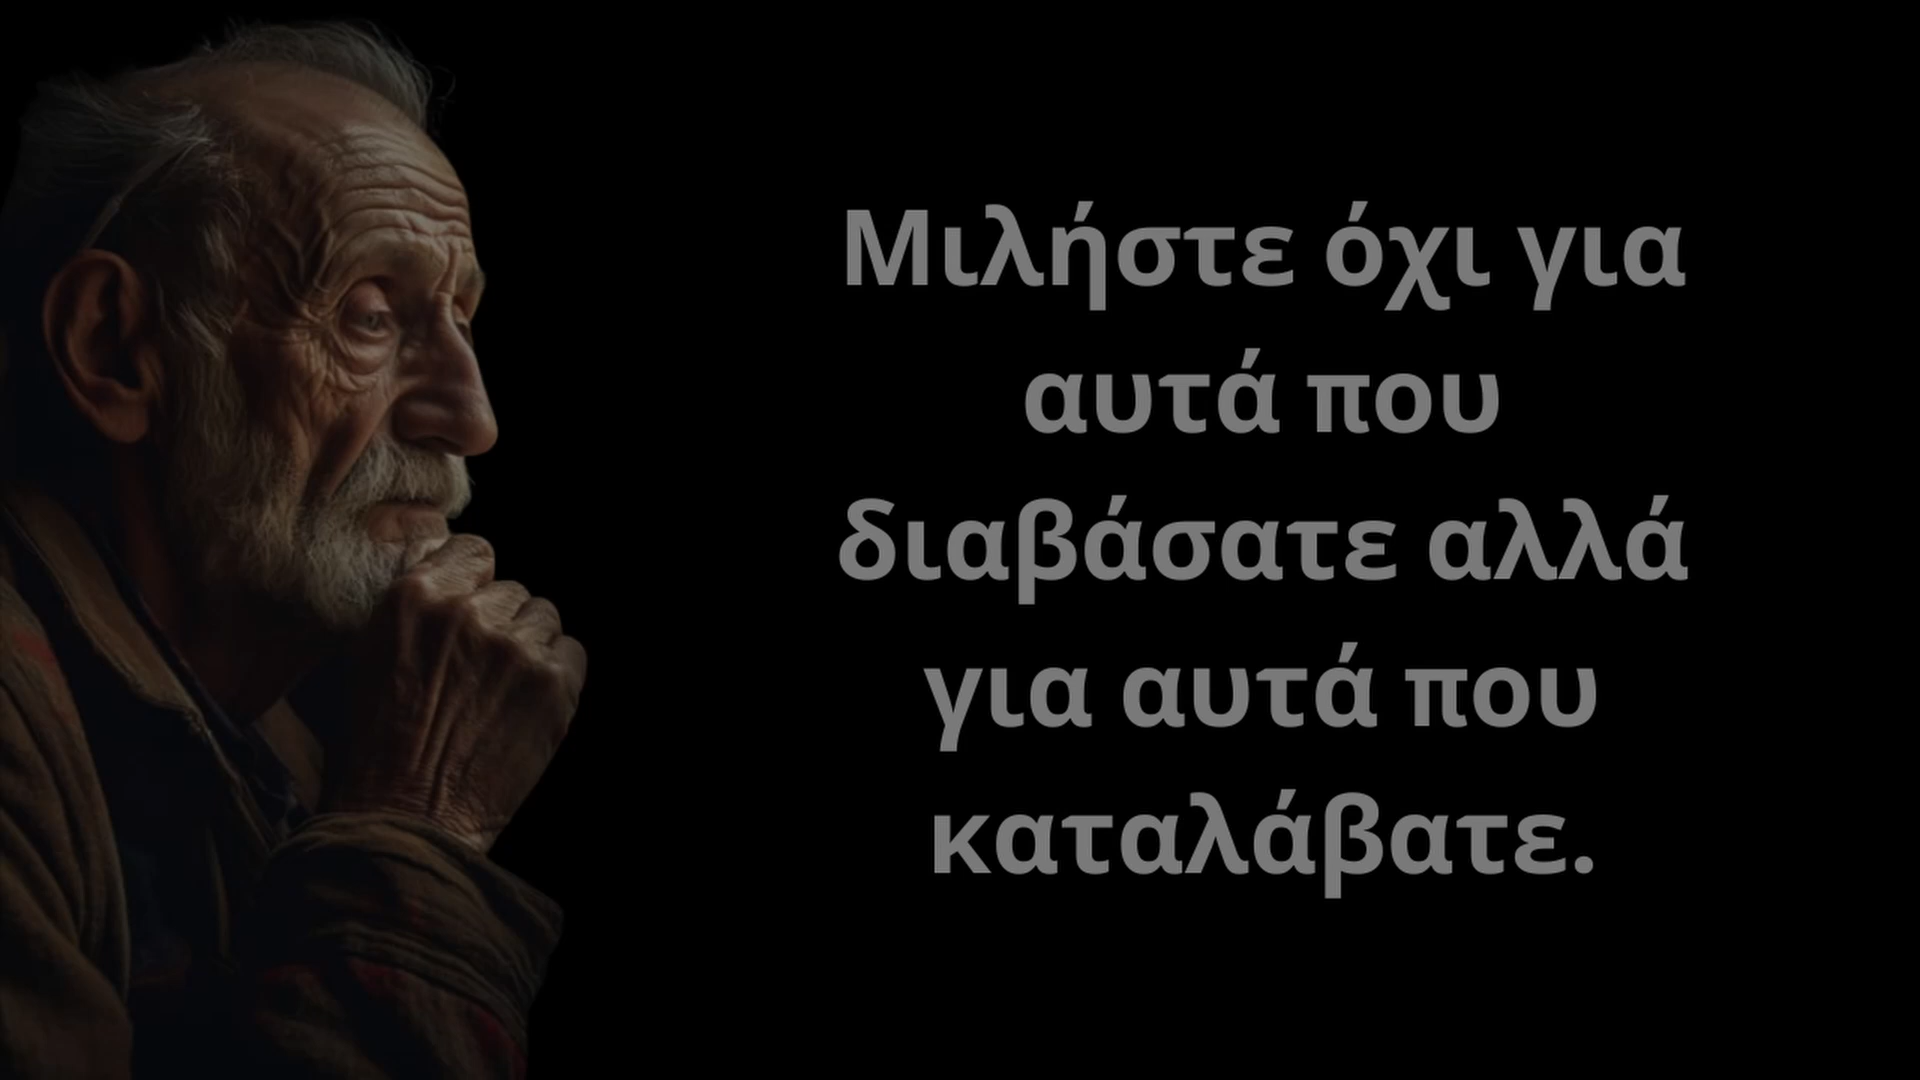 Μιλήστε όχι για
αυτά που
διαβάσατε αλλά
για αυτά που
καταλάβατε.